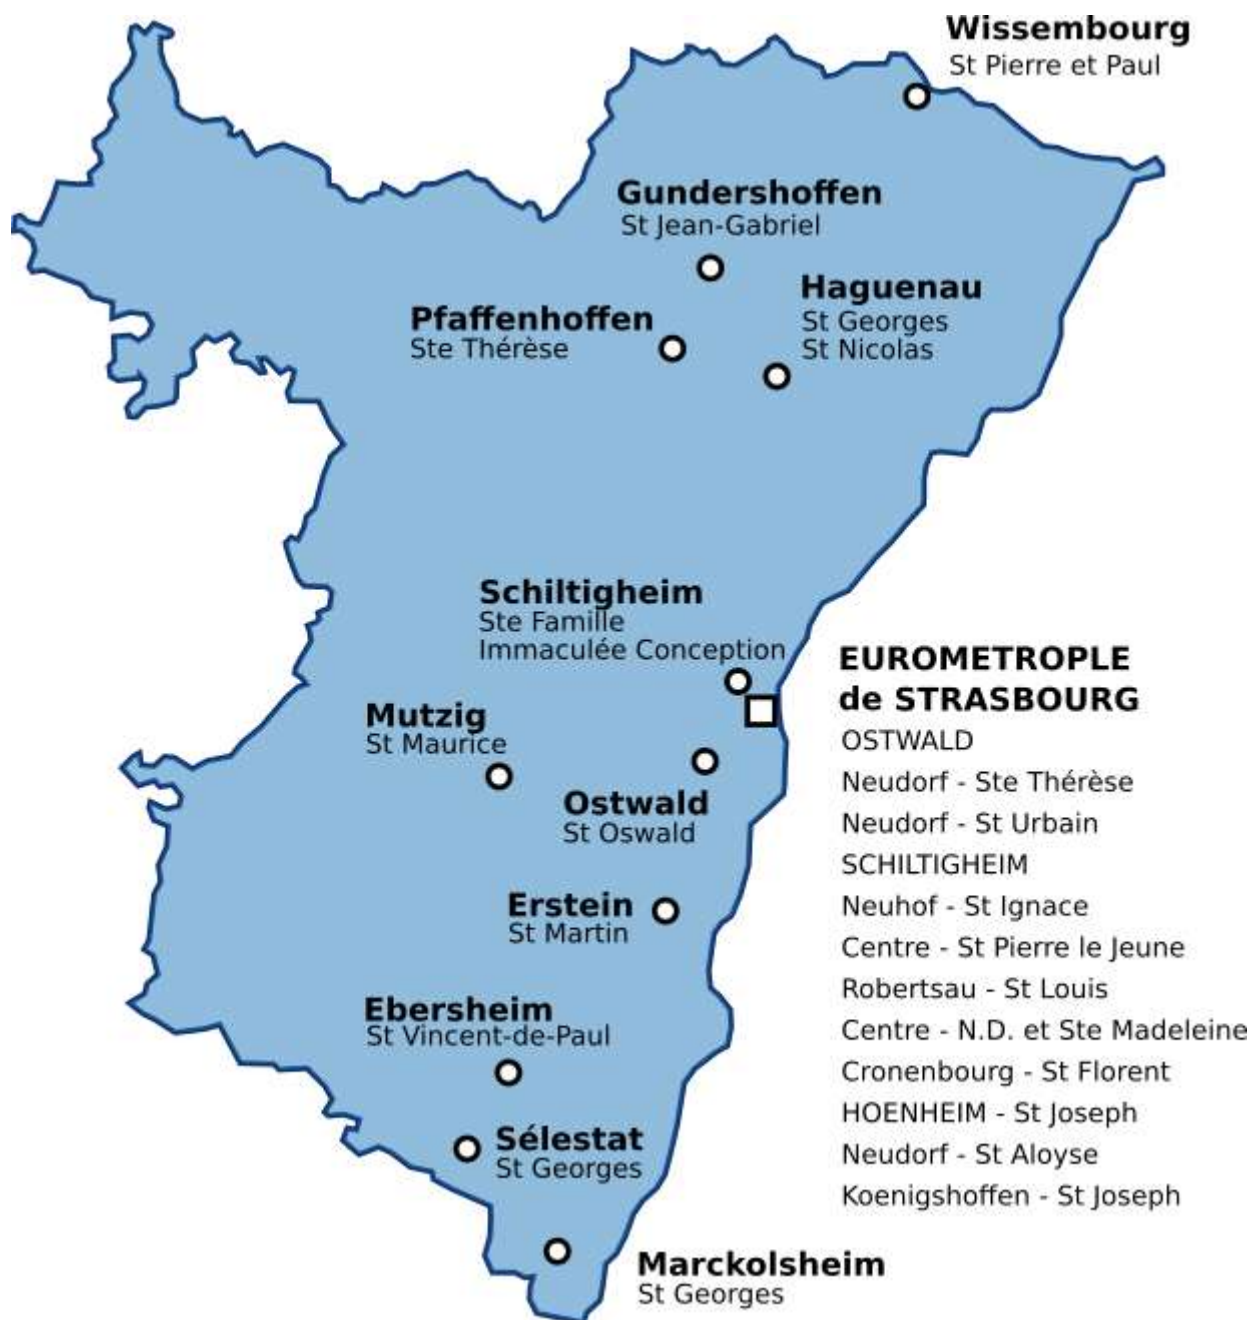 Wissembourg
St Pierre et Paul
Gundershoffen
St Jean-Gabriel
Haguenau
St Georges
St Nicolas
Pfaffenhoffen
Ste Thérèse
Schiltigheim
Ste Famille
Immaculée Conception
Mutzig
St Maurice
Ostwald
St Oswald
Erstein
St Martin
Ebersheim
St Vincent-de-Paul
Sélestat
St Georges
Marckolsheim
St Georges
EUROMETROPLE
de STRASBOURG
OSTWALD
Neudorf - Ste Thérèse
Neudorf - St Urbain
SCHILTIGHEIM
Neuhof - St Ignace
Centre - St Pierre le Jeune
Robertsau - St Louis
Centre - N.D. et Ste Madeleine
Cronenbourg - St Florent
HOENHEIM - St Joseph
Neudorf - St Aloyse
Koenigshoffen - St Joseph